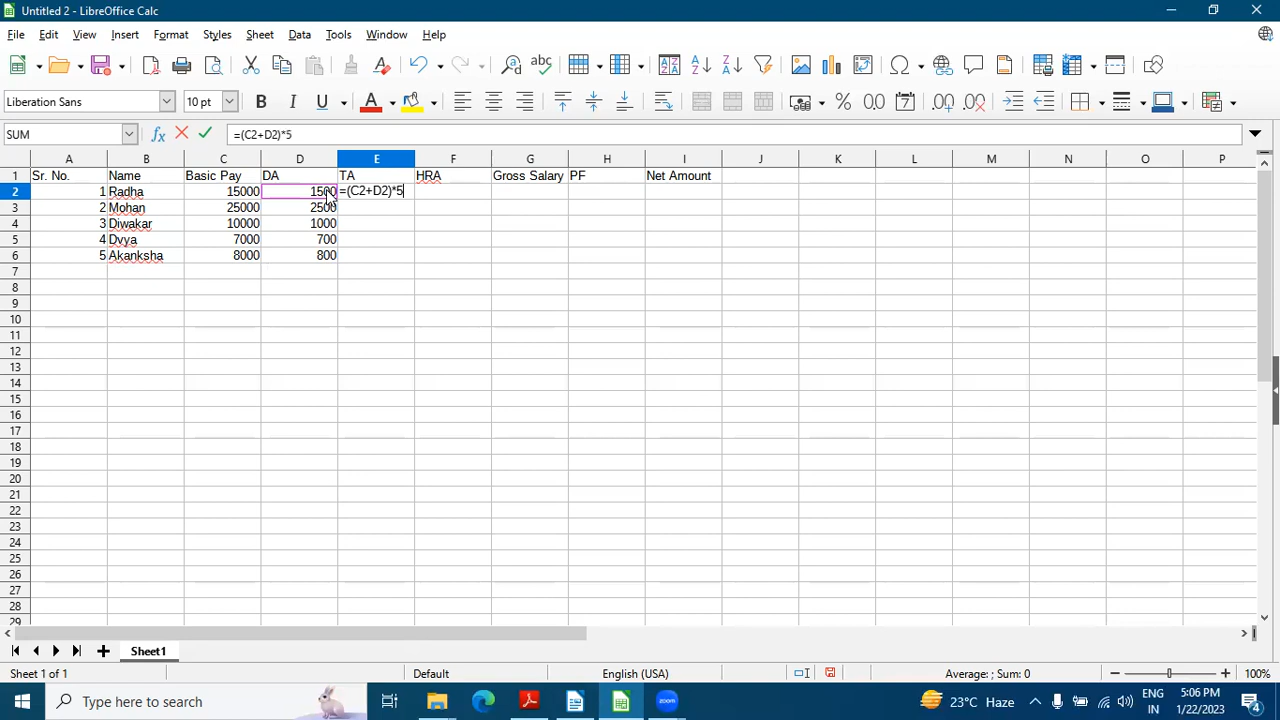 Untitled 2 - LibreOffice Calc
File Edit View Insert Format Styles Sheet Data Tools Window Help
Liberation Sans 10 pt
SUM =(C2+D2)*5
A B C D E F G H I J K L M N O P
1 Sr. No. Name Basic Pay DA TA HRA Gross Salary PF Net Amount
2 1 Radha 15000 1500 =(C2+D2)*5
3 2 Mohan 25000 2500
4 3 Diwakar 10000 1000
5 4 Dvya 7000 700
6 5 Akanksha 8000 800
7
8
9
10
11
12
13
14
15
16
17
18
19
20
21
22
23
24
25
26
27
28
29
Sheet1
Sheet 1 of 1 Default English (USA) Average: ; Sum: 0 100%
Type here to search 23°C Haze ENG IN 5:06 PM 1/22/2023 4